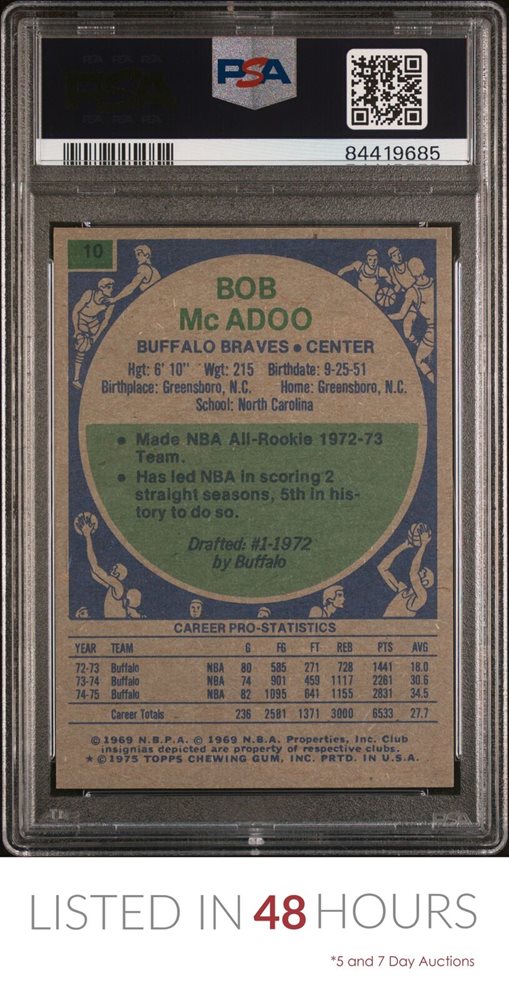 PSA
84419685
10
BOB
Mc ADOO
BUFFALO BRAVES • CENTER
Hgt: 6' 10" Wgt: 215 Birthdate: 9-25-51
Birthplace: Greensboro, N.C. Home: Greensboro, N.C.
School: North Carolina
• Made NBA All-Rookie 1972-73
Team.
• Has led NBA in scoring 2
straight seasons, 5th in his-
tory to do so.
Drafted: #1-1972
by Buffalo
CAREER PRO-STATISTICS
YEAR TEAM G FG FT REB PTS AVG
72-73 Buffalo NBA 80 585 271 728 1441 18.0
73-74 Buffalo NBA 74 901 459 1117 2261 30.6
74-75 Buffalo NBA 82 1095 641 1155 2831 34.5
Career Totals 236 2581 1371 3000 6533 27.7
© 1969 N.B.P.A. © 1969 N.B.A. Properties, Inc. Club
insignias depicted are property of respective clubs.
★ © 1975 TOPPS CHEWING GUM, INC. PRTD. IN U.S.A.
PSA
LISTED IN 48 HOURS
*5 and 7 Day Auctions